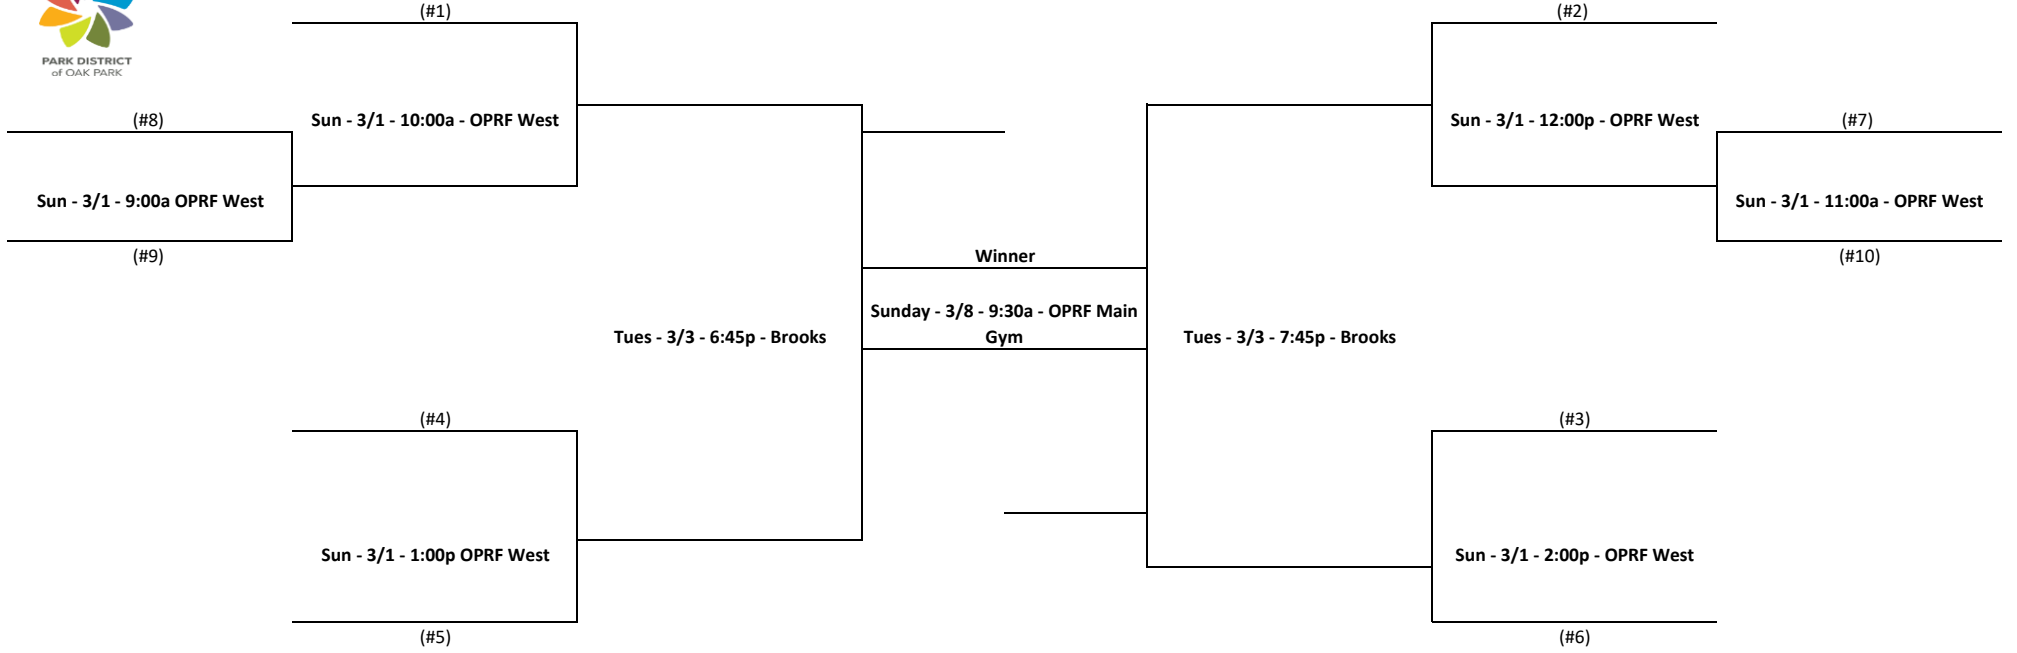 (#1)
(#2)
PARK DISTRICT
of OAK PARK
(#8)
Sun - 3/1 - 10:00a - OPRF West
Sun - 3/1 - 12:00p - OPRF West
(#7)
Sun - 3/1 - 9:00a OPRF West
Sun - 3/1 - 11:00a - OPRF West
(#9)
Winner
(#10)
Sunday - 3/8 - 9:30a - OPRF Main
Gym
Tues - 3/3 - 6:45p - Brooks
Tues - 3/3 - 7:45p - Brooks
(#4)
(#3)
Sun - 3/1 - 1:00p OPRF West
Sun - 3/1 - 2:00p - OPRF West
(#5)
(#6)